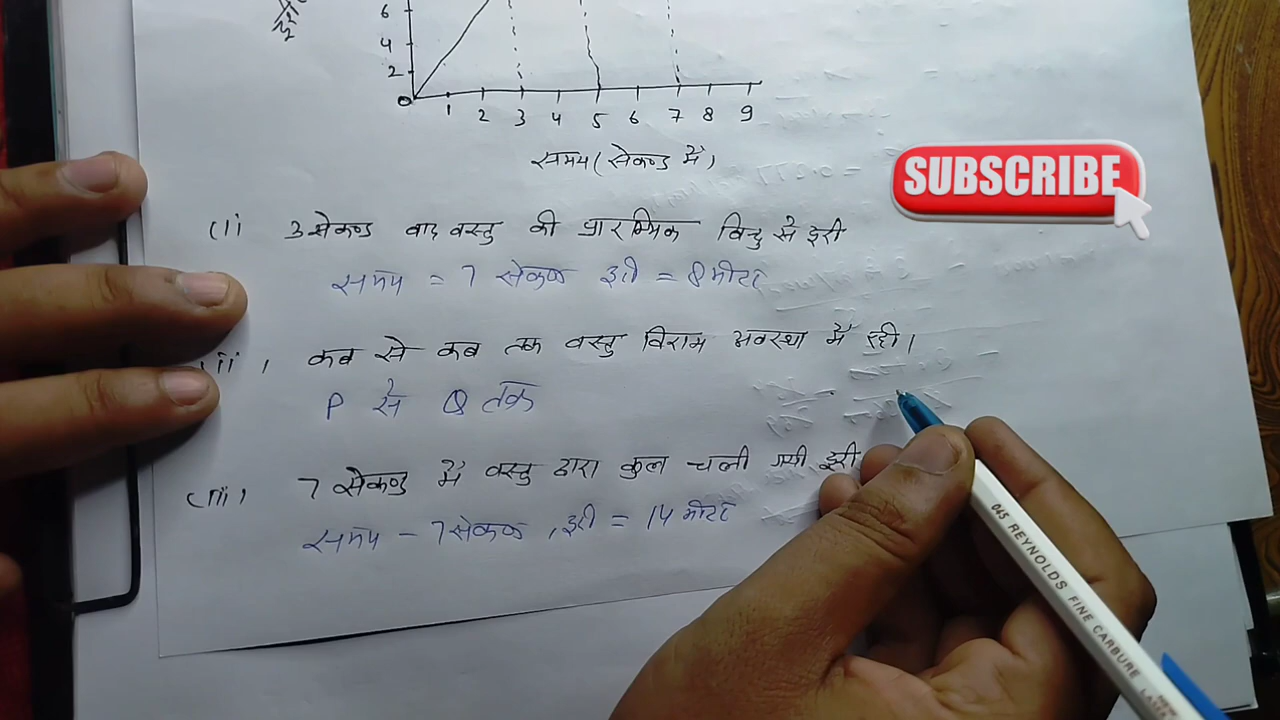 दूरी
6
4
2
0
1 2 3 4 5 6 7 8 9
समय (सेकण्ड में)
SUBSCRIBE
(i) 3 सेकण्ड बाद वस्तु की प्रारम्भिक बिन्दु से दूरी
समय = 7 सेकण्ड दूरी = 8 मीटर
(ii) कब से कब तक वस्तु विराम अवस्था में रही।
P से Q तक
(iii) 7 सेकण्ड में वस्तु द्वारा कुल चली गयी दूरी
समय - 7 सेकण्ड, दूरी = 14 मीटर
045 REYNOLDS FINE CARBURE